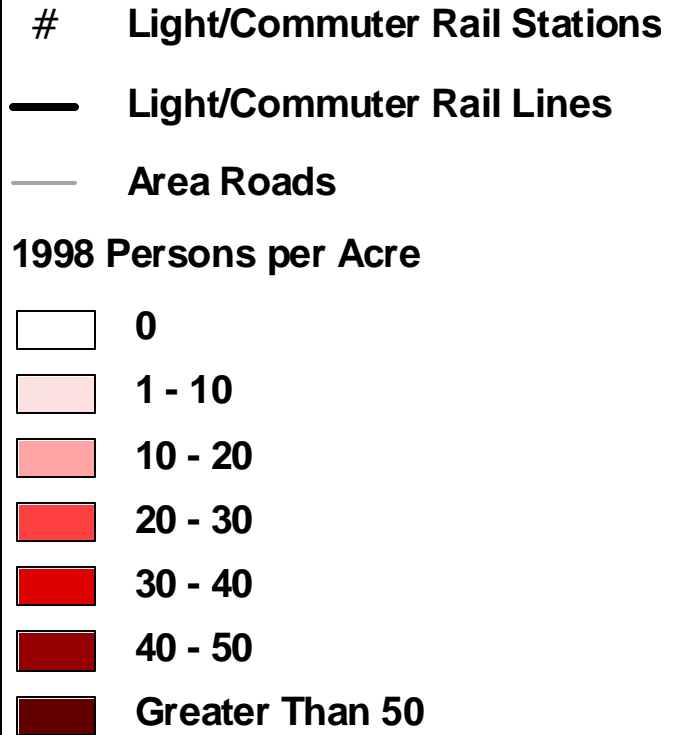 # Light/Commuter Rail Stations
Light/Commuter Rail Lines
Area Roads
1998 Persons per Acre
0
1 - 10
10 - 20
20 - 30
30 - 40
40 - 50
Greater Than 50